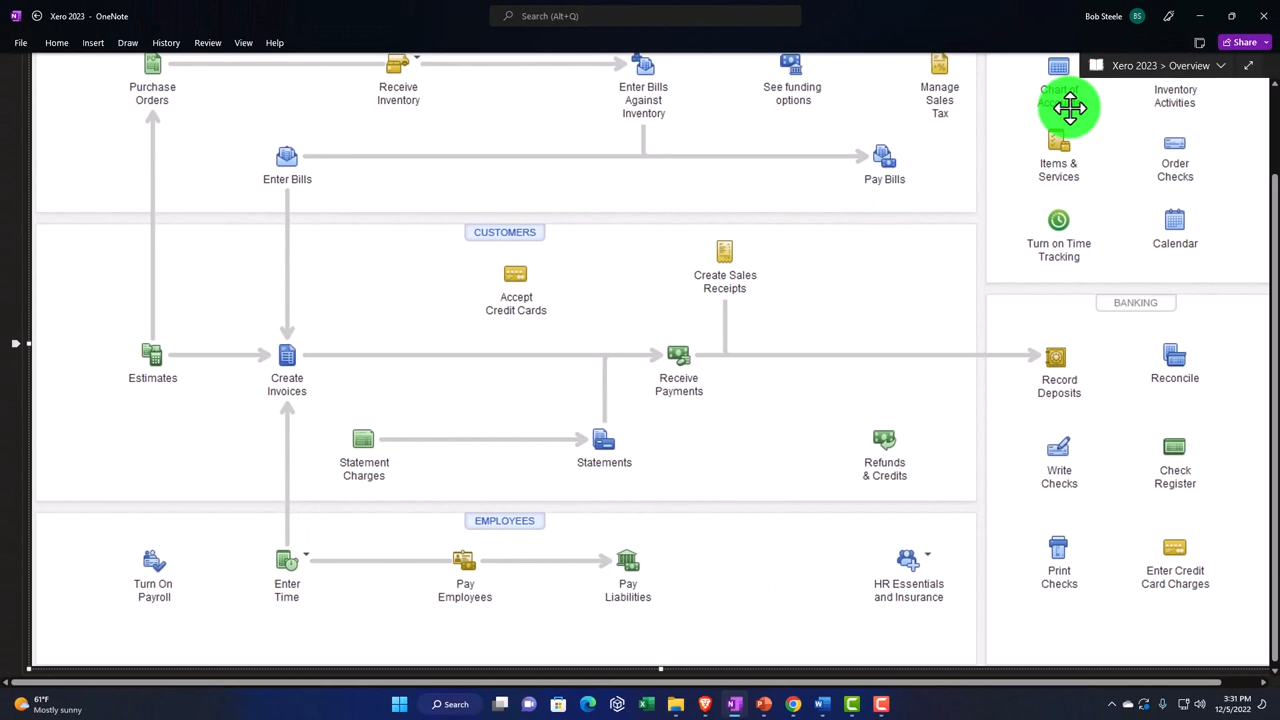 Xero 2023 - OneNote
Search (Alt+Q)
Bob Steele
BS
File Home Insert Draw History Review View Help
Share
Xero 2023 > Overview
Purchase
Orders
Receive
Inventory
Enter Bills
Against
Inventory
See funding
options
Manage
Sales
Tax
Chart of
Inventory
Activities
Enter Bills
Pay Bills
Items &
Services
Order
Checks
Turn on Time
Tracking
Calendar
CUSTOMERS
Accept
Credit Cards
Create Sales
Receipts
Estimates
Create
Invoices
Receive
Payments
Statement
Charges
Statements
Refunds
& Credits
BANKING
Record
Deposits
Reconcile
Write
Checks
Check
Register
Print
Checks
Enter Credit
Card Charges
EMPLOYEES
Turn On
Payroll
Enter
Time
Pay
Employees
Pay
Liabilities
HR Essentials
and Insurance
61°F
Mostly sunny
Search
3:31 PM
12/5/2022